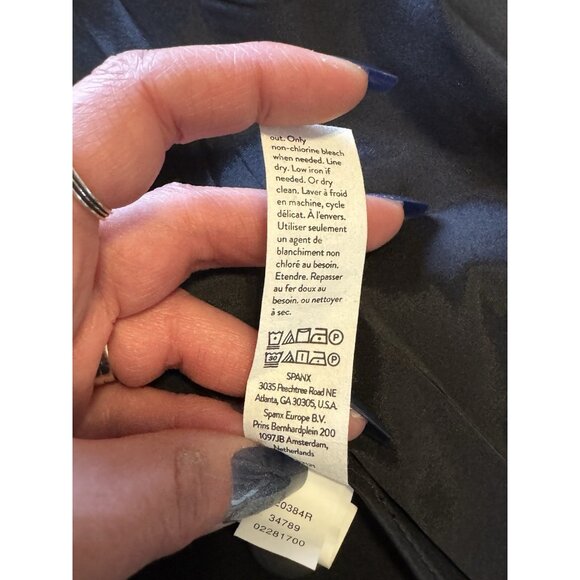 out. Only
non-chlorine bleach
when needed. Line
dry. Low iron if
needed. Or dry
clean. Laver à froid
en machine, cycle
délicat. À l'envers.
Utiliser seulement
un agent de
blanchiment non
chloré au besoin.
Etendre. Repasser
au fer doux au
besoin. ou nettoyer
à sec.
P
30 P
SPANX
3035 Peachtree Road NE
Atlanta, GA 30305, U.S.A.
Spanx Europe B.V.
Prins Bernhardplein 200
1097JB Amsterdam,
Netherlands
0384R
34789
02281700